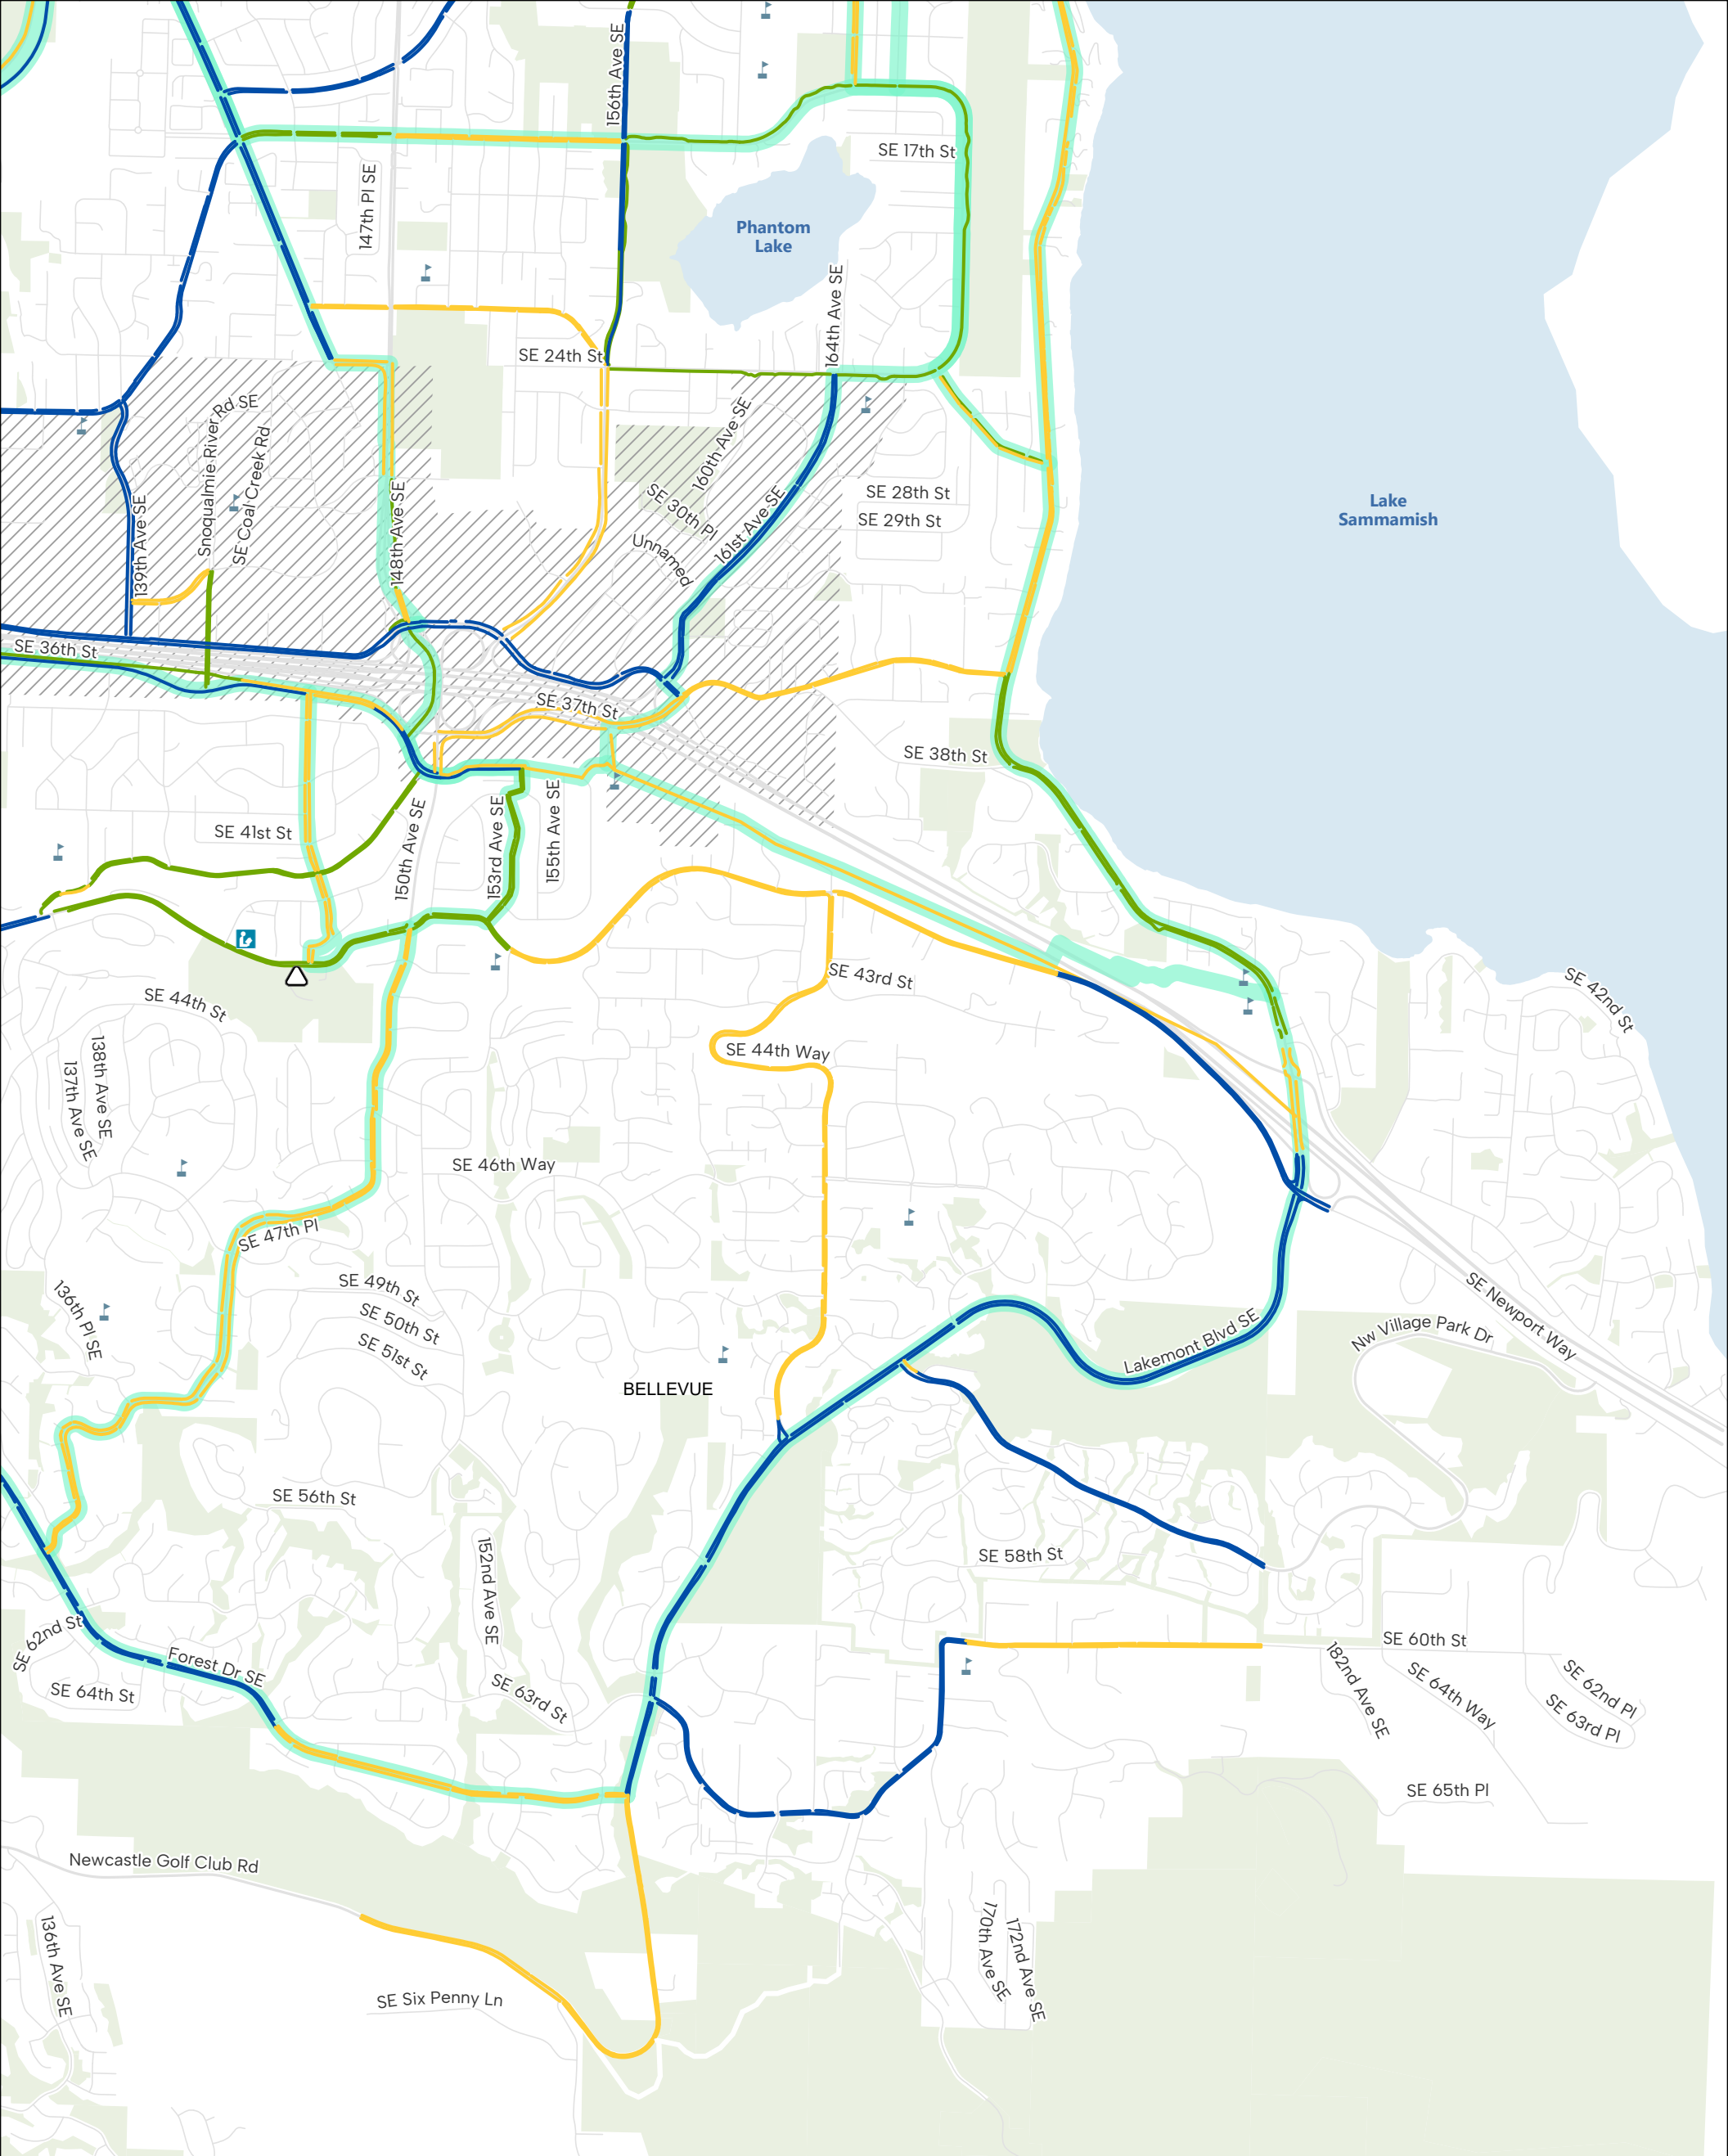 156th Ave SE
SE 17th St
147th Pl SE
Phantom
Lake
164th Ave SE
SE 24th St
Snoqualmie River Rd SE
SE Coal Creek Rd
160th Ave SE
139th Ave SE
148th Ave SE
SE 30th Pl
161st Ave SE
Unnamed
SE 28th St
SE 29th St
Lake
Sammamish
SE 36th St
SE 37th St
SE 38th St
SE 41st St
150th Ave SE
153rd Ave SE
155th Ave SE
SE 43rd St
SE 42nd St
SE 44th St
SE 44th Way
138th Ave SE
137th Ave SE
SE 46th Way
SE 47th Pl
SE 49th St
SE 50th St
SE 51st St
136th Pl SE
SE Newport Way
Nw Village Park Dr
Lakemont Blvd SE
BELLEVUE
SE 56th St
152nd Ave SE
SE 58th St
SE 62nd St
Forest Dr SE
SE 64th St
SE 63rd St
SE 60th St
182nd Ave SE
SE 64th Way
SE 62nd Pl
SE 63rd Pl
SE 65th Pl
Newcastle Golf Club Rd
136th Ave SE
SE Six Penny Ln
170th Ave SE
172nd Ave SE